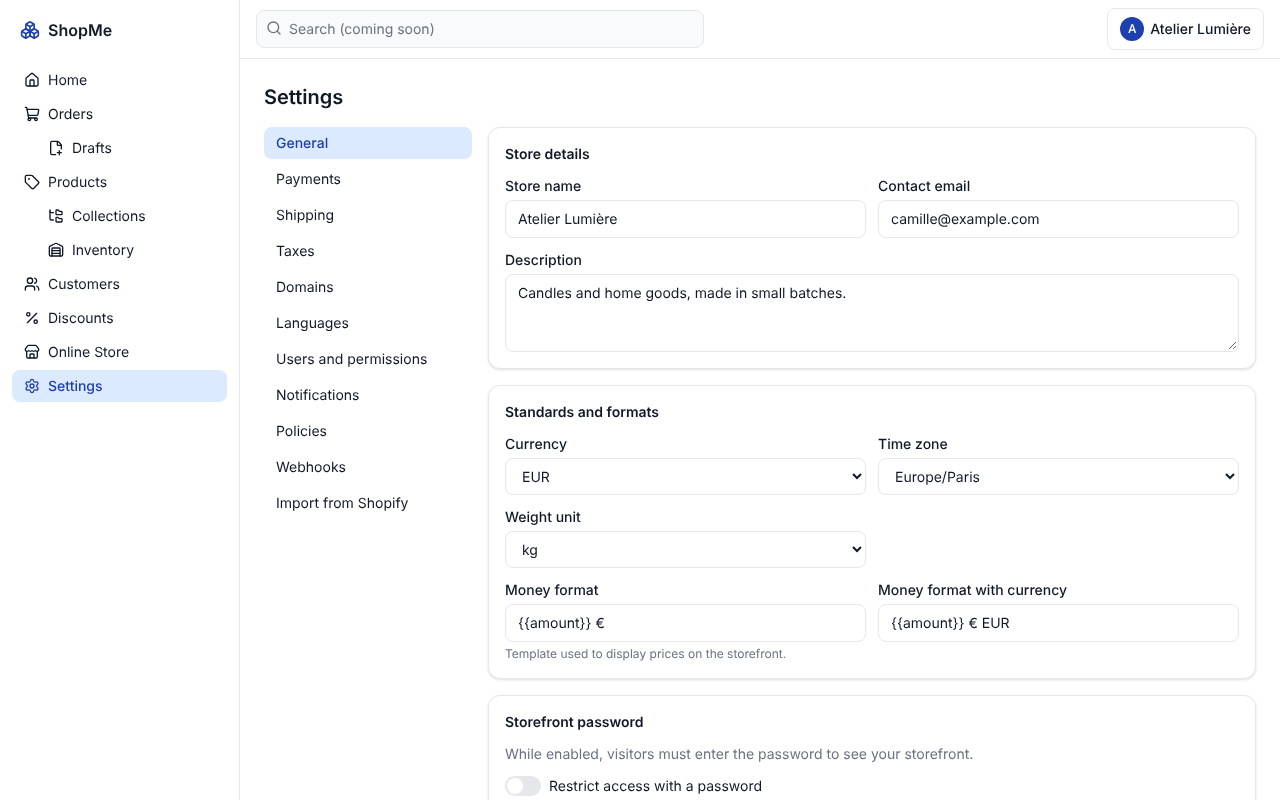 ShopMe
Search (coming soon)
A
Atelier Lumière
Home
Orders
Drafts
Products
Collections
Inventory
Customers
Discounts
Online Store
Settings
Settings
General
Payments
Shipping
Taxes
Domains
Languages
Users and permissions
Notifications
Policies
Webhooks
Import from Shopify
Store details
Store name
Contact email
Atelier Lumière
camille@example.com
Description
Candles and home goods, made in small batches.
Standards and formats
Currency
Time zone
EUR
Europe/Paris
Weight unit
kg
Money format
Money format with currency
{{amount}} €
{{amount}} € EUR
Template used to display prices on the storefront.
Storefront password
While enabled, visitors must enter the password to see your storefront.
Restrict access with a password